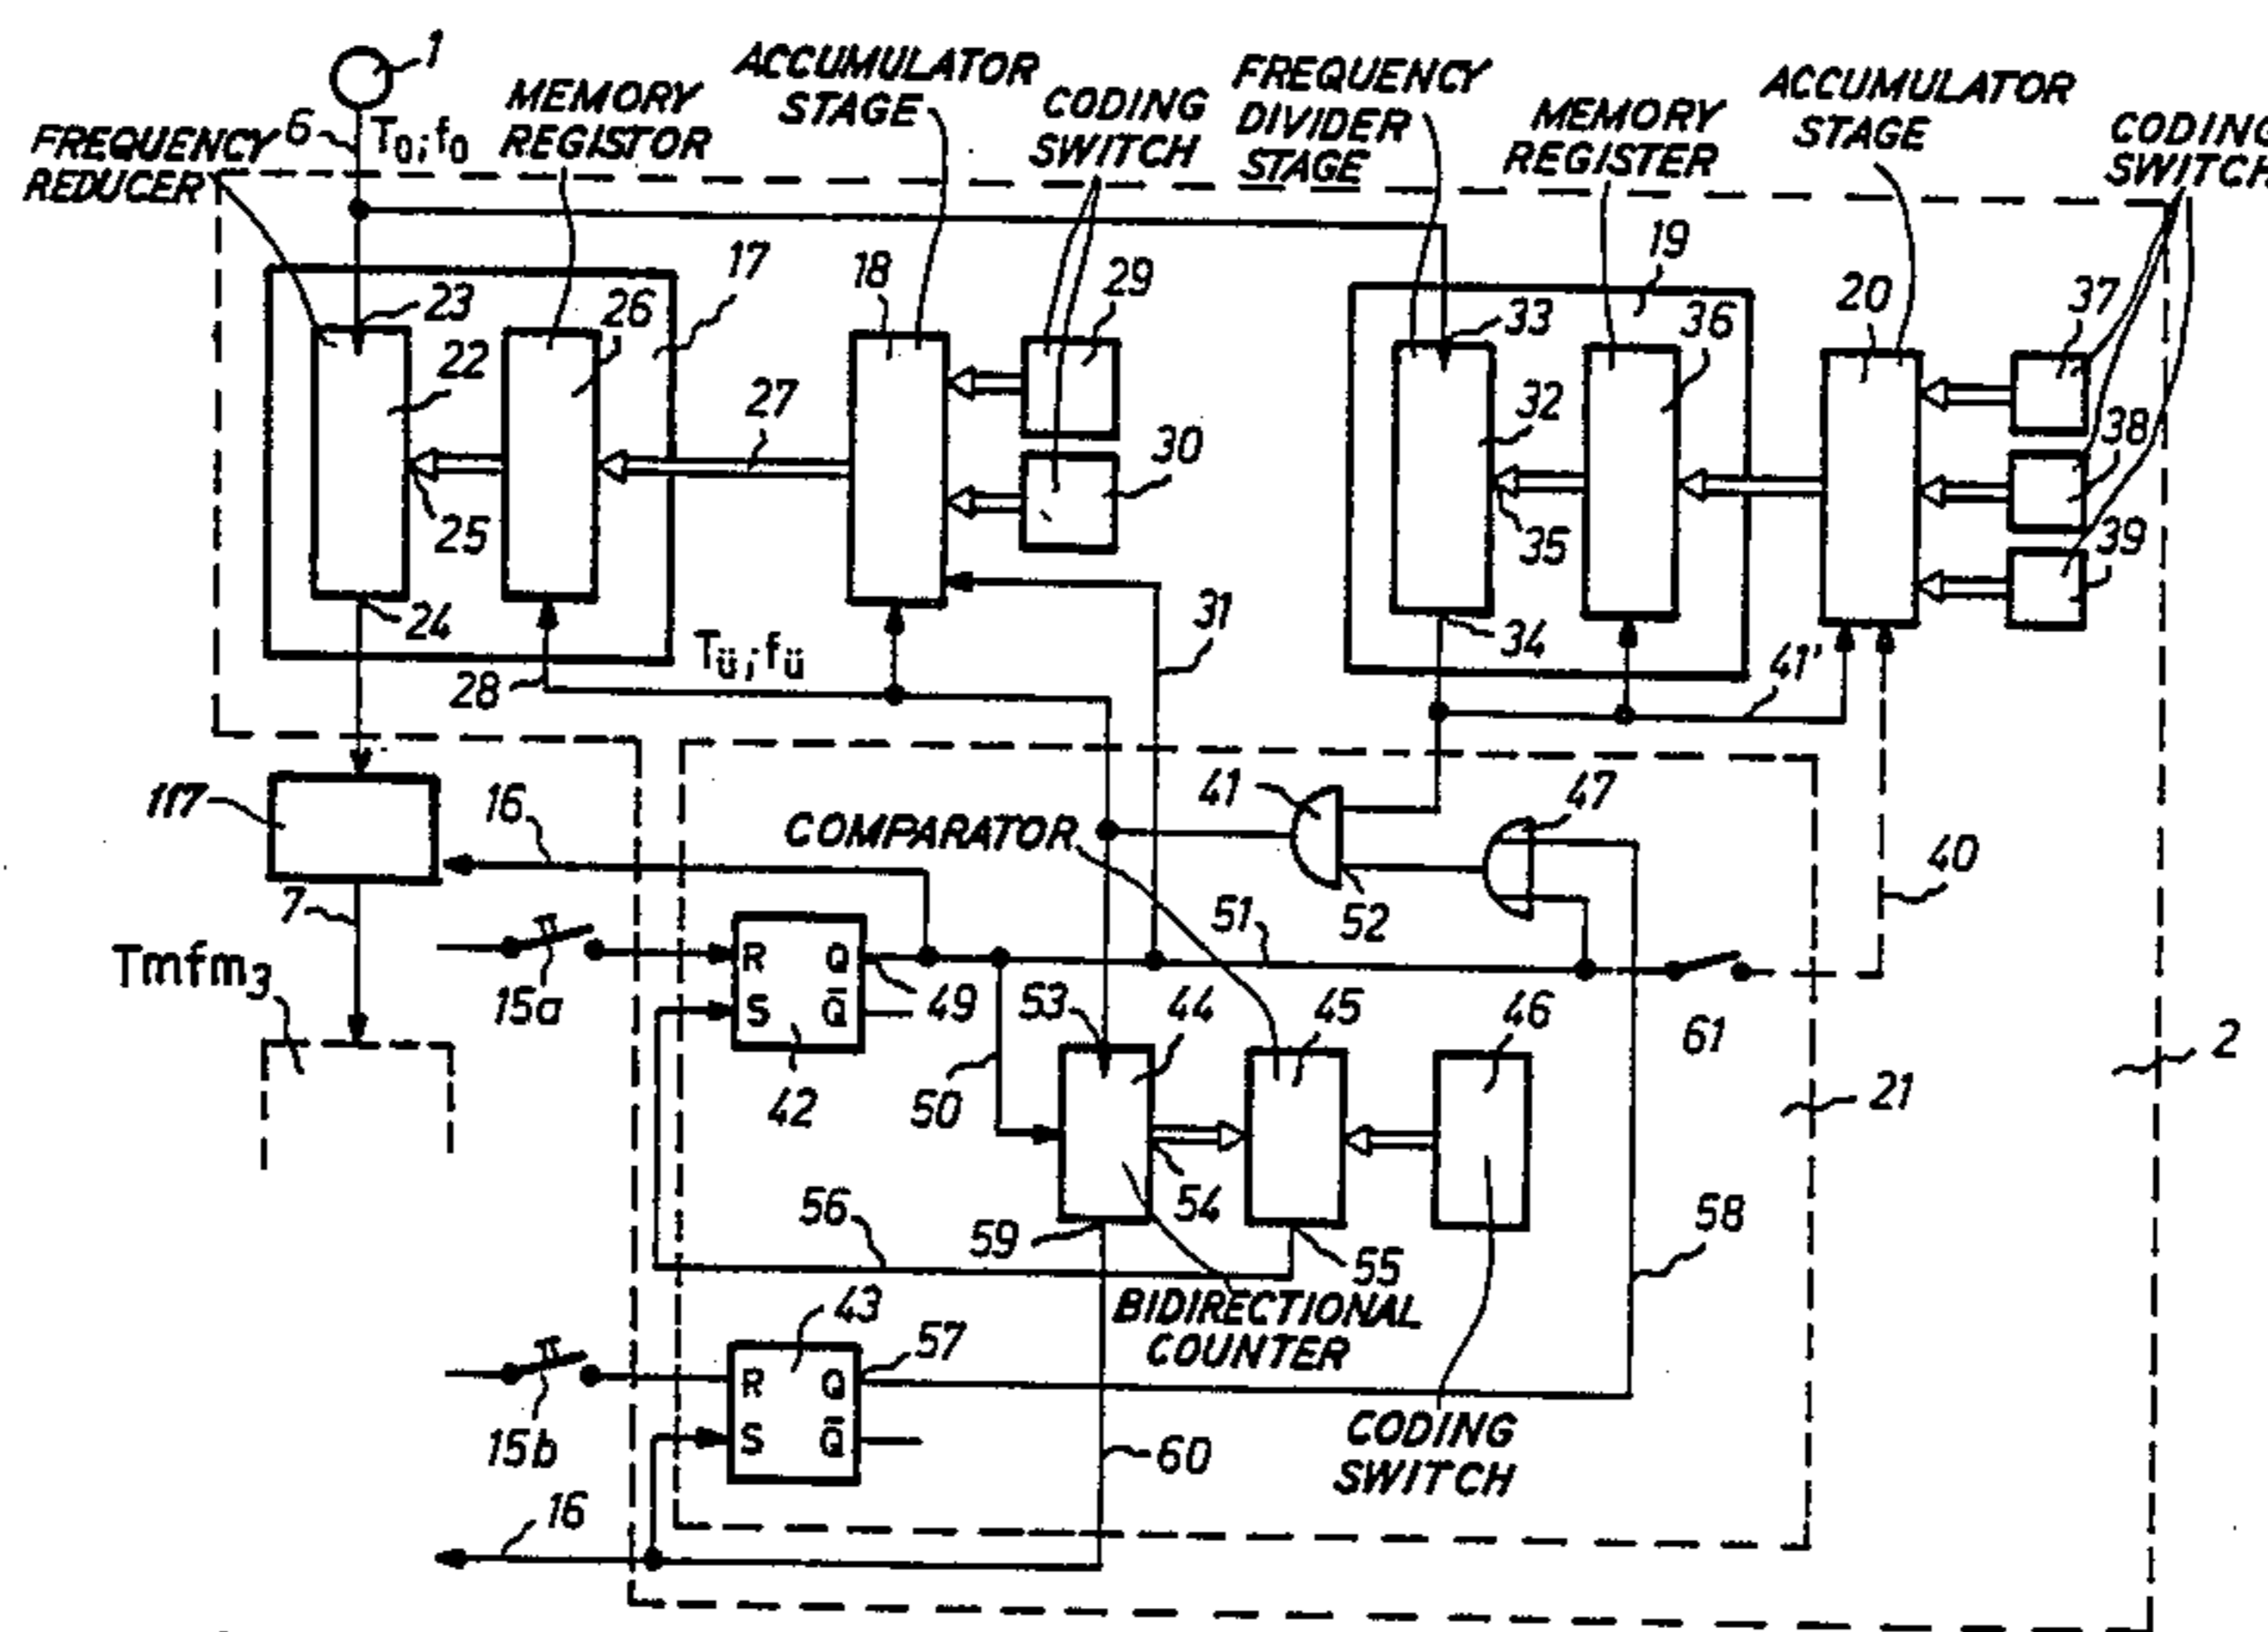 1
ACCUMULATOR
STAGE
FREQUENCY
DIVIDER
STAGE
MEMORY
REGISTOR
CODING
SWITCH
MEMORY
REGISTER
ACCUMULATOR
STAGE
CODING
SWITCH
FREQUENCY
REDUCER
6
T0; f0
17
18
29
19
20
37
23
26
33
36
22
27
32
38
30
25
35
39
24
31
34
28
Tü; fü
41'
117
16
41
47
COMPARATOR
40
7
52
51
15a
R Q
S Q̄
49
42
Tmfm3
53
44
45
46
61
2
50
21
54
56
59
55
58
BIDIRECTIONAL
COUNTER
43
57
15b
R Q
S Q̄
60
CODING
SWITCH
16